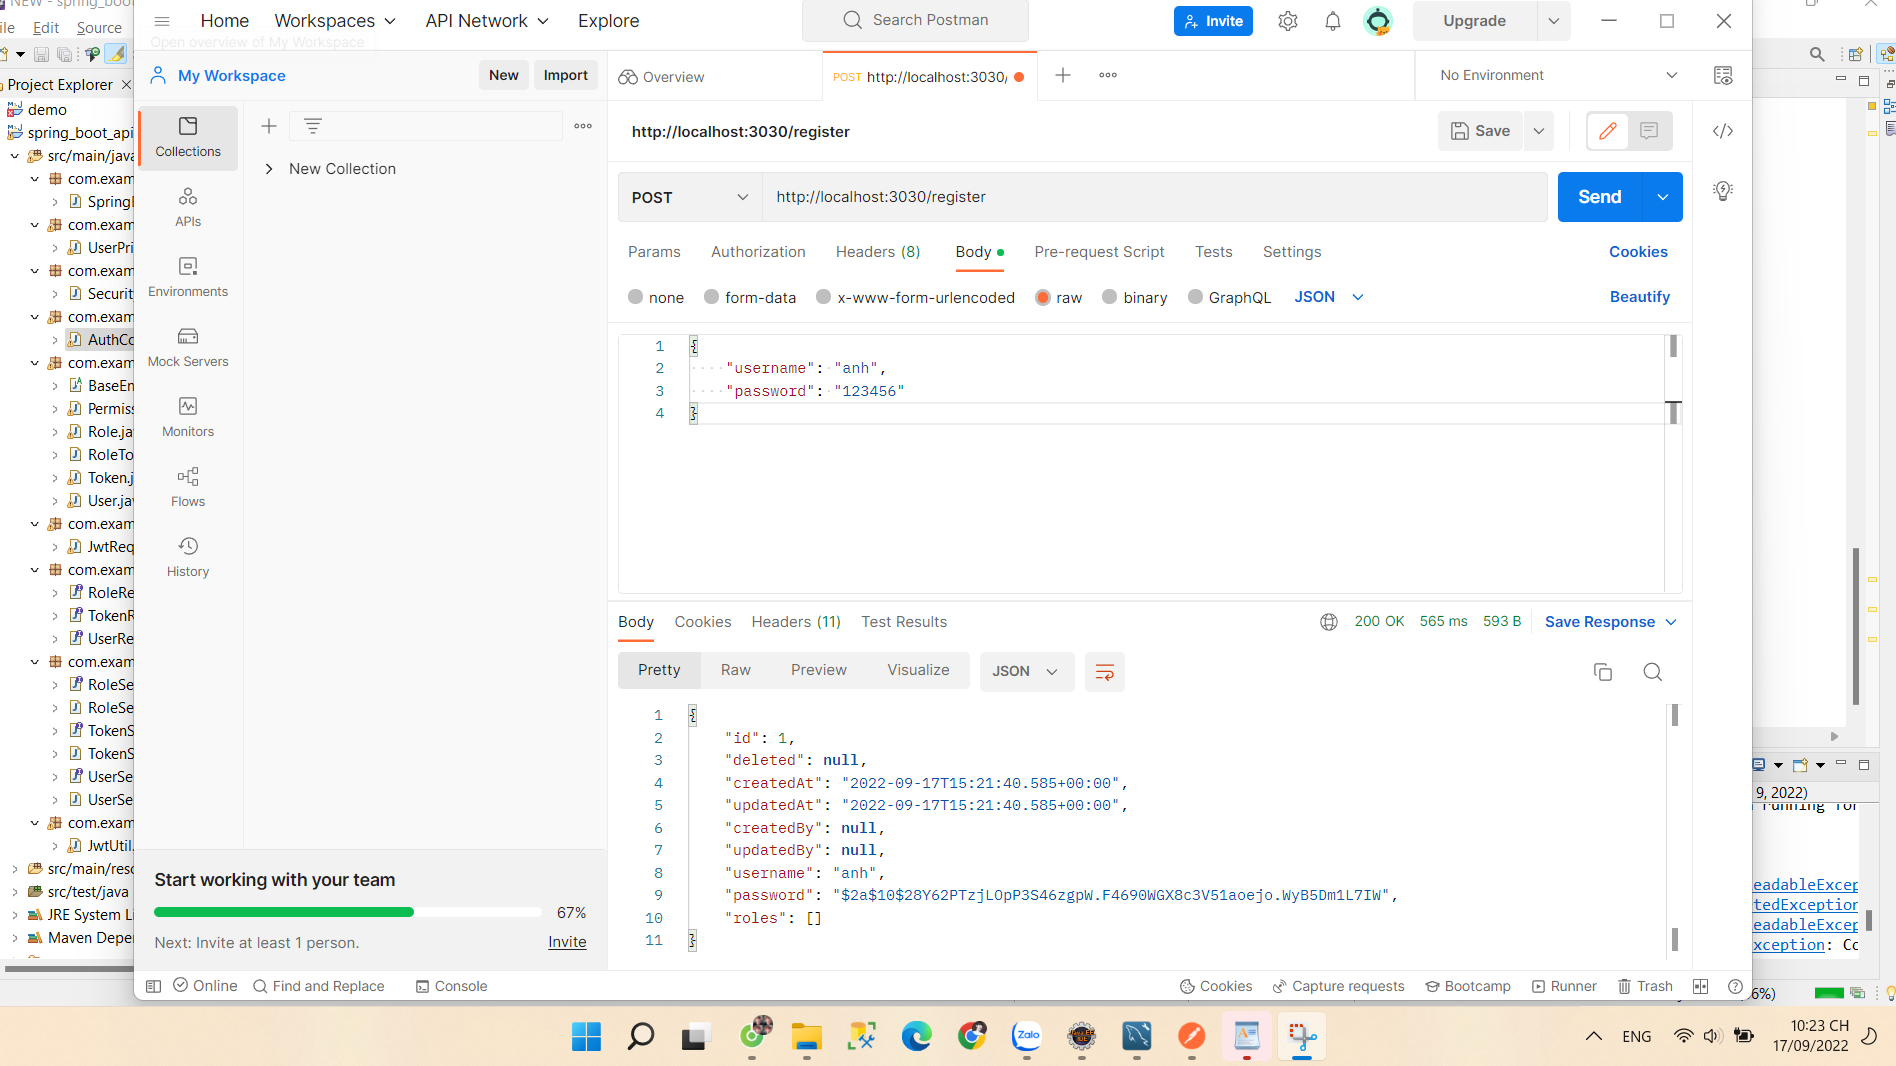 NEW - spring_boot
Home Workspaces API Network Explore
Search Postman
Invite
Upgrade
Edit Source
Open overview of My Workspace
My Workspace
New Import
Overview
POST http://localhost:3030/
No Environment
Project Explorer
demo
spring_boot_api
src/main/java
com.exam
com.exam
UserPri
com.exam
Securit
com.exam
com.exam
BaseEn
Permis
Role.ja
RoleTo
Token.j
User.ja
com.exam
JwtReq
com.exam
RoleRe
TokenR
UserRe
com.exam
RoleSe
RoleSe
TokenS
TokenS
UserSe
UserSe
com.exam
JwtUtil.
src/main/reso
src/test/java
JRE System Li
Maven Depe
Collections
APIs
Environments
Mock Servers
Monitors
Flows
History
New Collection
http://localhost:3030/register
Save
POST
http://localhost:3030/register
Send
Params Authorization Headers (8) Body Pre-request Script Tests Settings
Cookies
none form-data x-www-form-urlencoded raw binary GraphQL JSON
Beautify
1 {
2 "username": "anh",
3 "password": "123456"
4 }
Body Cookies Headers (11) Test Results
200 OK 565 ms 593 B Save Response
Pretty Raw Preview Visualize JSON
1 {
2 "id": 1,
3 "deleted": null,
4 "createdAt": "2022-09-17T15:21:40.585+00:00",
5 "updatedAt": "2022-09-17T15:21:40.585+00:00",
6 "createdBy": null,
7 "updatedBy": null,
8 "username": "anh",
9 "password": "$2a$10$28Y62PTzjLOpP3S46zgpW.F4690WGX8c3V51aoejo.WyB5Dm1L7IW",
10 "roles": []
11 }
Start working with your team
67%
Next: Invite at least 1 person.
Invite
9, 2022)
running for
eadableExcep
tedException
eadableExcep
xception: Co
Online Find and Replace Console
Cookies Capture requests Bootcamp Runner Trash
Zalo
ENG
10:23 CH
17/09/2022